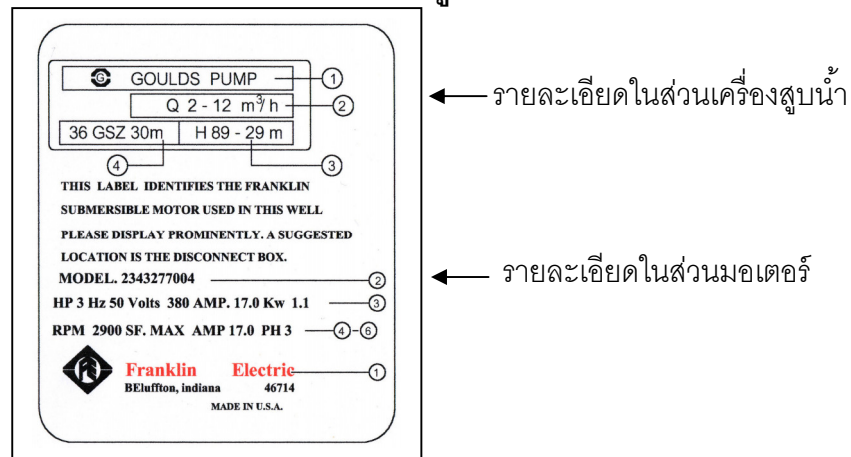 G GOULDS PUMP 1
Q 2 - 12 m³/h 2
36 GSZ 30m H 89 - 29 m
4 3
รายละเอียดในส่วนเครื่องสูบน้ำ
THIS LABEL IDENTIFIES THE FRANKLIN
SUBMERSIBLE MOTOR USED IN THIS WELL
PLEASE DISPLAY PROMINENTLY. A SUGGESTED
LOCATION IS THE DISCONNECT BOX.
MODEL. 2343277004 2
รายละเอียดในส่วนมอเตอร์
HP 3 Hz 50 Volts 380 AMP. 17.0 Kw 1.1 3
RPM 2900 SF. MAX AMP 17.0 PH 3 4-6
Franklin Electric 1
BEluffton, indiana 46714
MADE IN U.S.A.